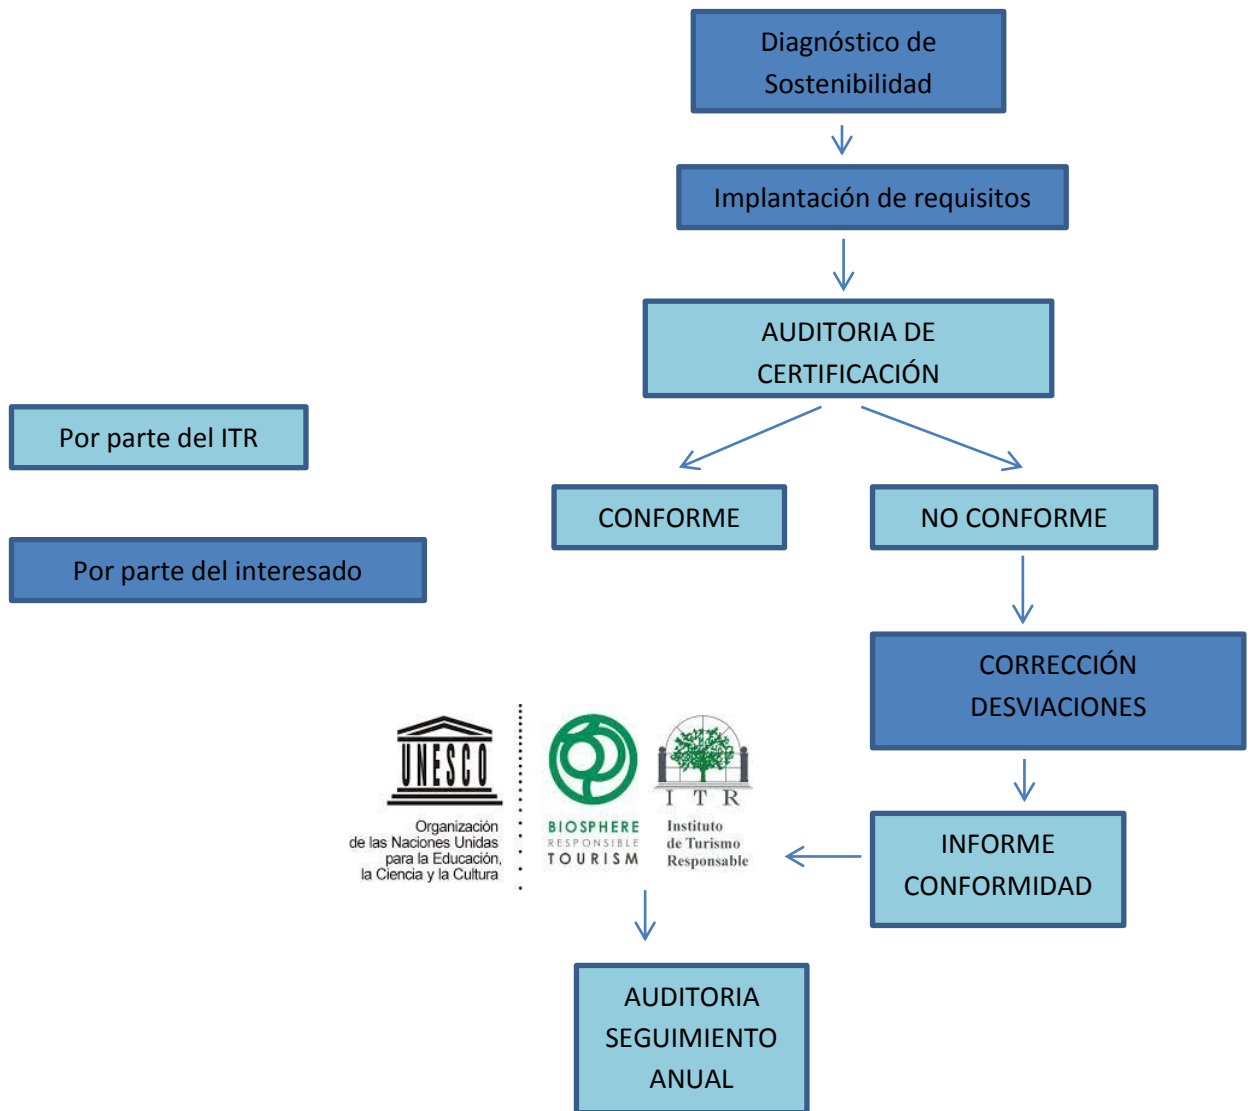 Diagnóstico de
Sostenibilidad
Implantación de requisitos
AUDITORIA DE
CERTIFICACIÓN
Por parte del ITR
CONFORME
NO CONFORME
Por parte del interesado
CORRECCIÓN
DESVIACIONES
UNESCO
Organización
de las Naciones Unidas
para la Educación,
la Ciencia y la Cultura
BIOSPHERE
RESPONSIBLE
TOURISM
I T R
Instituto
de Turismo
Responsable
INFORME
CONFORMIDAD
AUDITORIA
SEGUIMIENTO
ANUAL